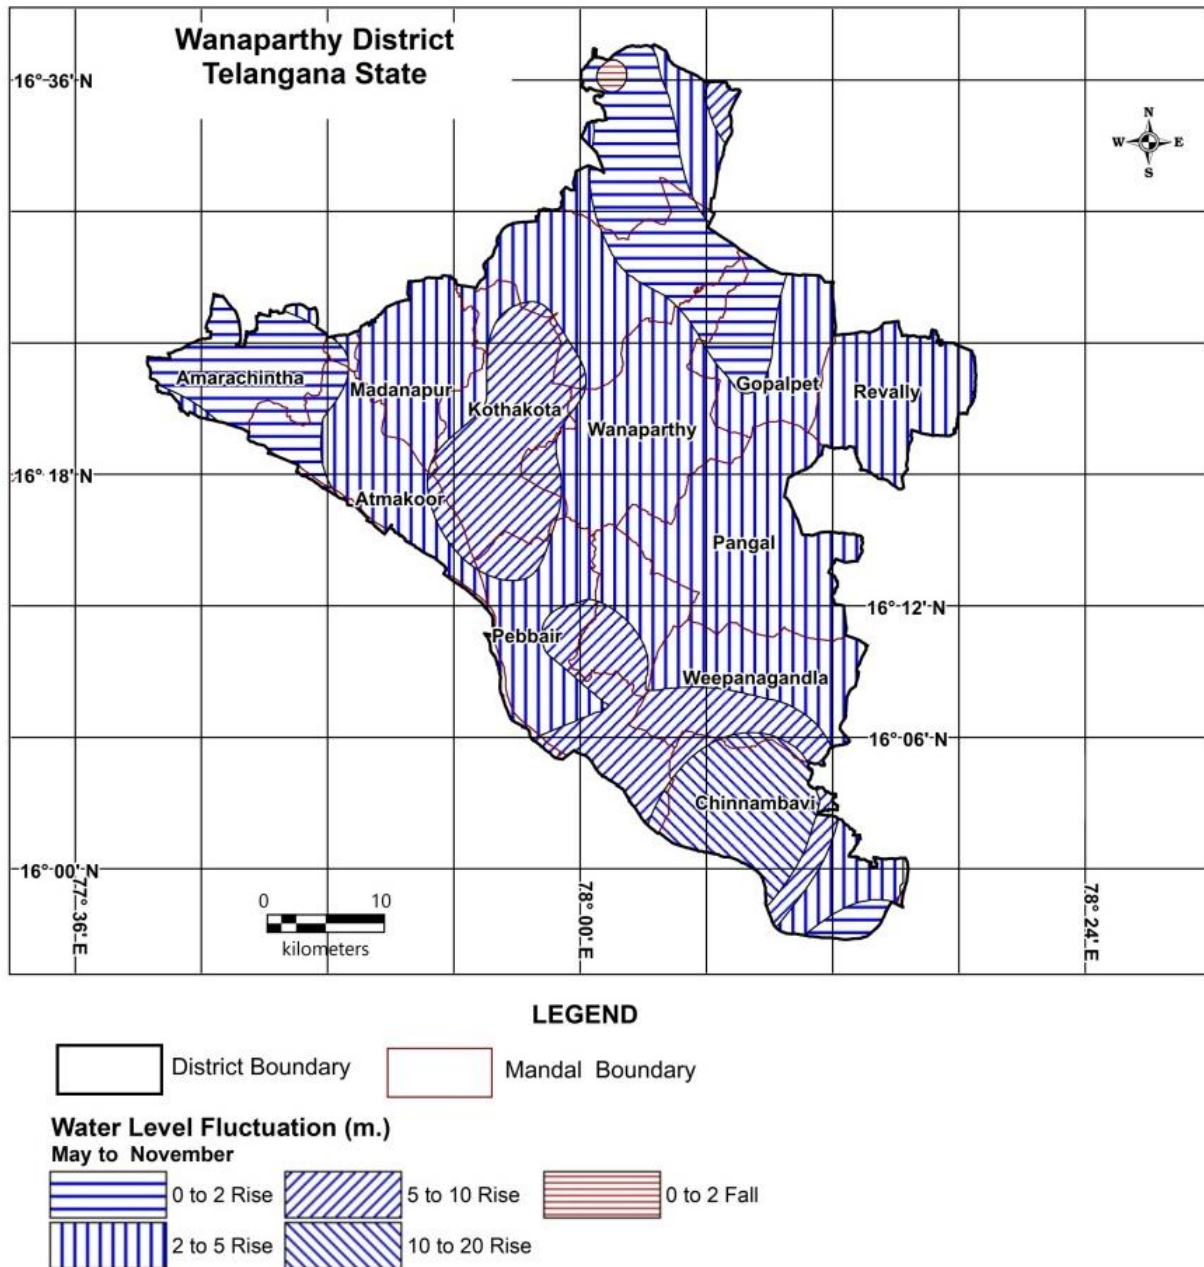 Wanaparthy District
Telangana State
16° 36' N
N
W E
S
Amarachintha
Madanapur
Kothakota
Gopalpet
Revally
Wanaparthy
16° 18' N
Atmakoor
Pangal
16° 12' N
Pebbair
Weepanagandla
16° 06' N
Chinnambavi
16° 00' N
77° 36' E
0 10
kilometers
78° 00' E
78° 24' E
LEGEND
District Boundary
Mandal Boundary
Water Level Fluctuation (m.)
May to November
0 to 2 Rise
5 to 10 Rise
0 to 2 Fall
2 to 5 Rise
10 to 20 Rise